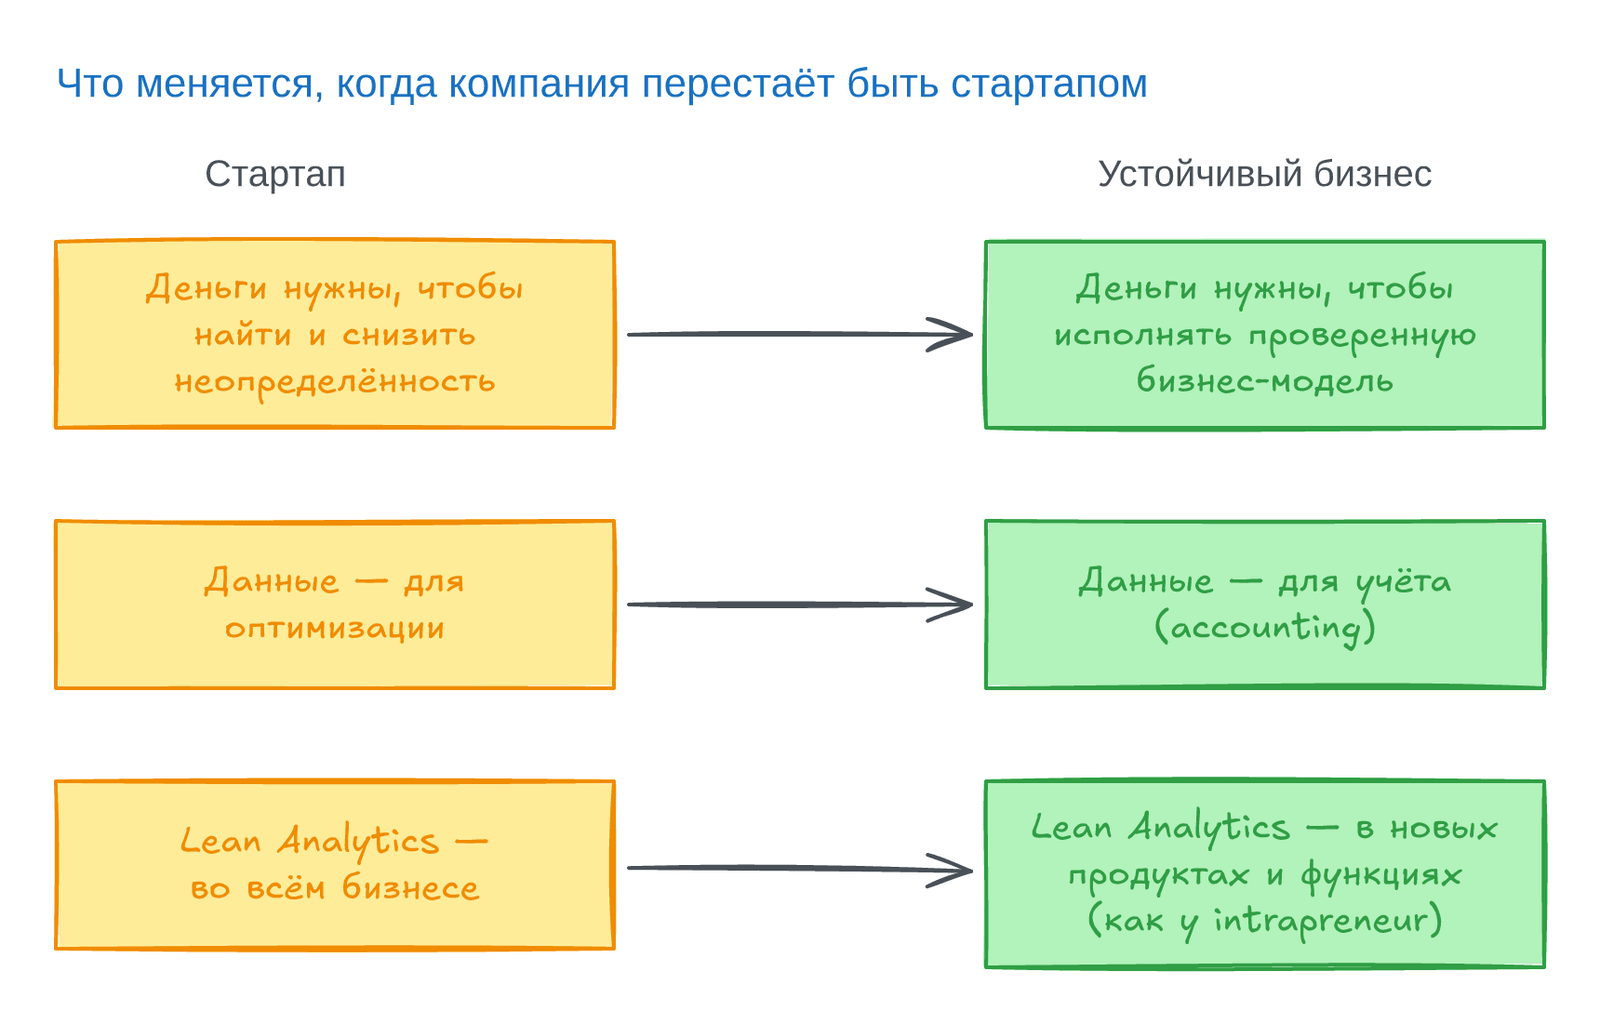 Что меняется, когда компания перестаёт быть стартапом
Стартап
Устойчивый бизнес
Деньги нужны, чтобы
найти и снизить
неопределённость
Деньги нужны, чтобы
исполнять проверенную
бизнес-модель
Данные — для
оптимизации
Данные — для учёта
(accounting)
Lean Analytics —
во всём бизнесе
Lean Analytics — в новых
продуктах и функциях
(как у intrapreneur)